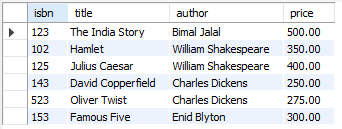 isbn title author price
123 The India Story Bimal Jalal 500.00
102 Hamlet William Shakespeare 350.00
125 Julius Caesar William Shakespeare 400.00
143 David Copperfield Charles Dickens 250.00
523 Oliver Twist Charles Dickens 275.00
153 Famous Five Enid Blyton 300.00